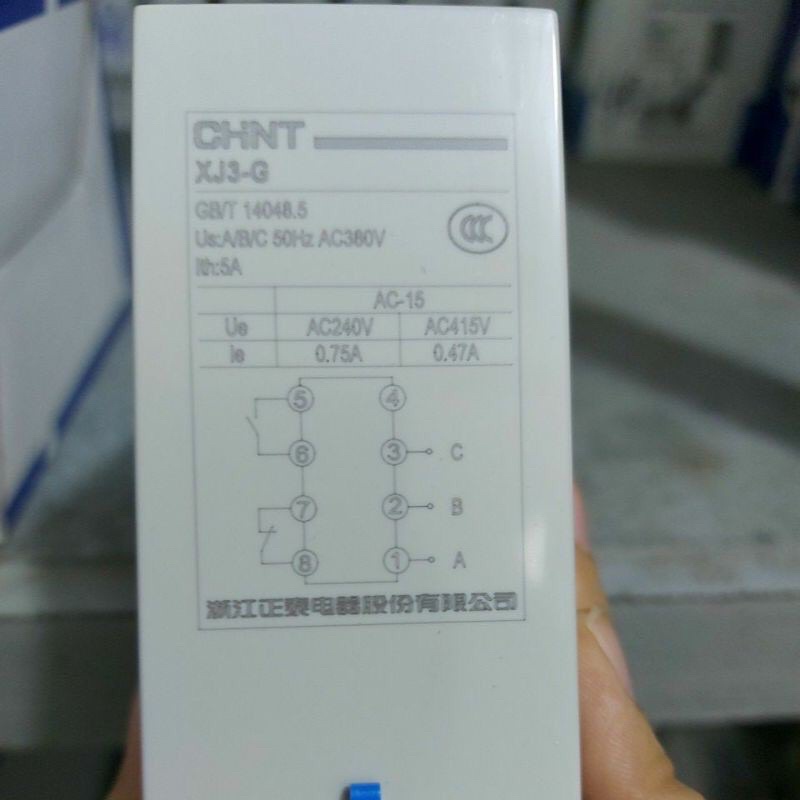 CHNT
XJ3-G
GB/T 14048.5
Us:A/B/C 50Hz AC380V
Ith:5A
CCC
AC-15
Ue AC240V AC415V
Ie 0.75A 0.47A
5 4
6 3 C
7 2 B
8 1 A
浙江正泰电器股份有限公司